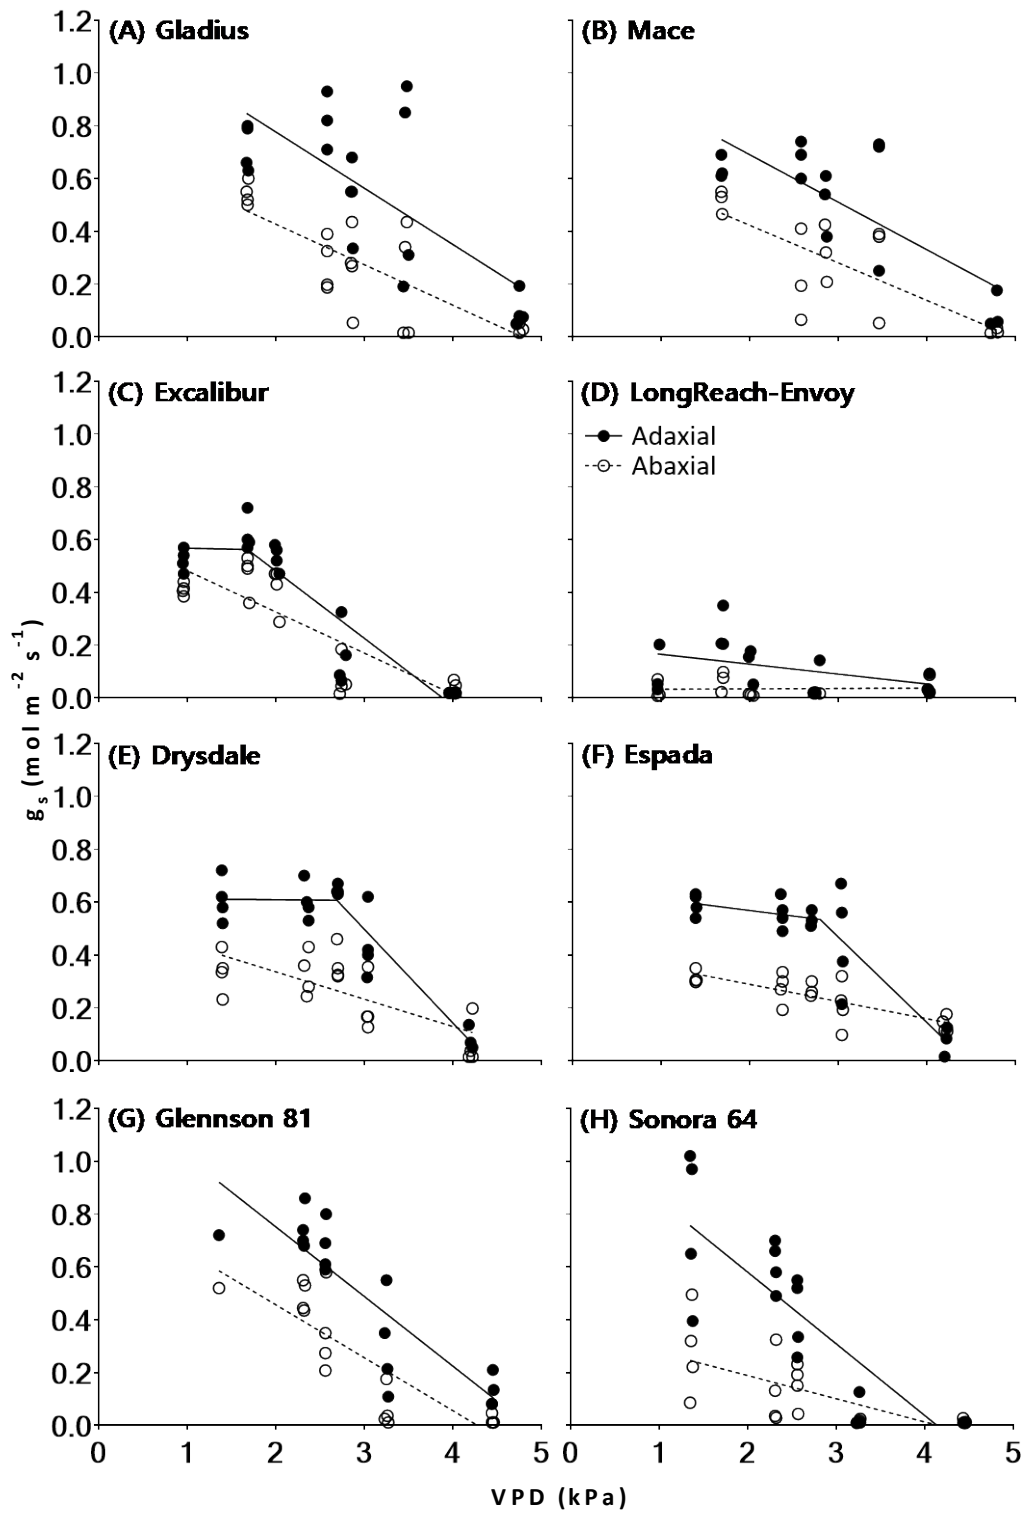 (A) Gladius
(B) Mace
1.2
1.0
0.8
0.6
0.4
0.2
0.0
(C) Excalibur
(D) LongReach-Envoy
Adaxial
Abaxial
1.2
1.0
0.8
0.6
0.4
0.2
0.0
(E) Drysdale
(F) Espada
1.2
1.0
0.8
0.6
0.4
0.2
0.0
(G) Glennson 81
(H) Sonora 64
1.2
1.0
0.8
0.6
0.4
0.2
0.0
0 1 2 3 4 5 0 1 2 3 4 5
gs (mol m-2 s-1)
VPD (kPa)